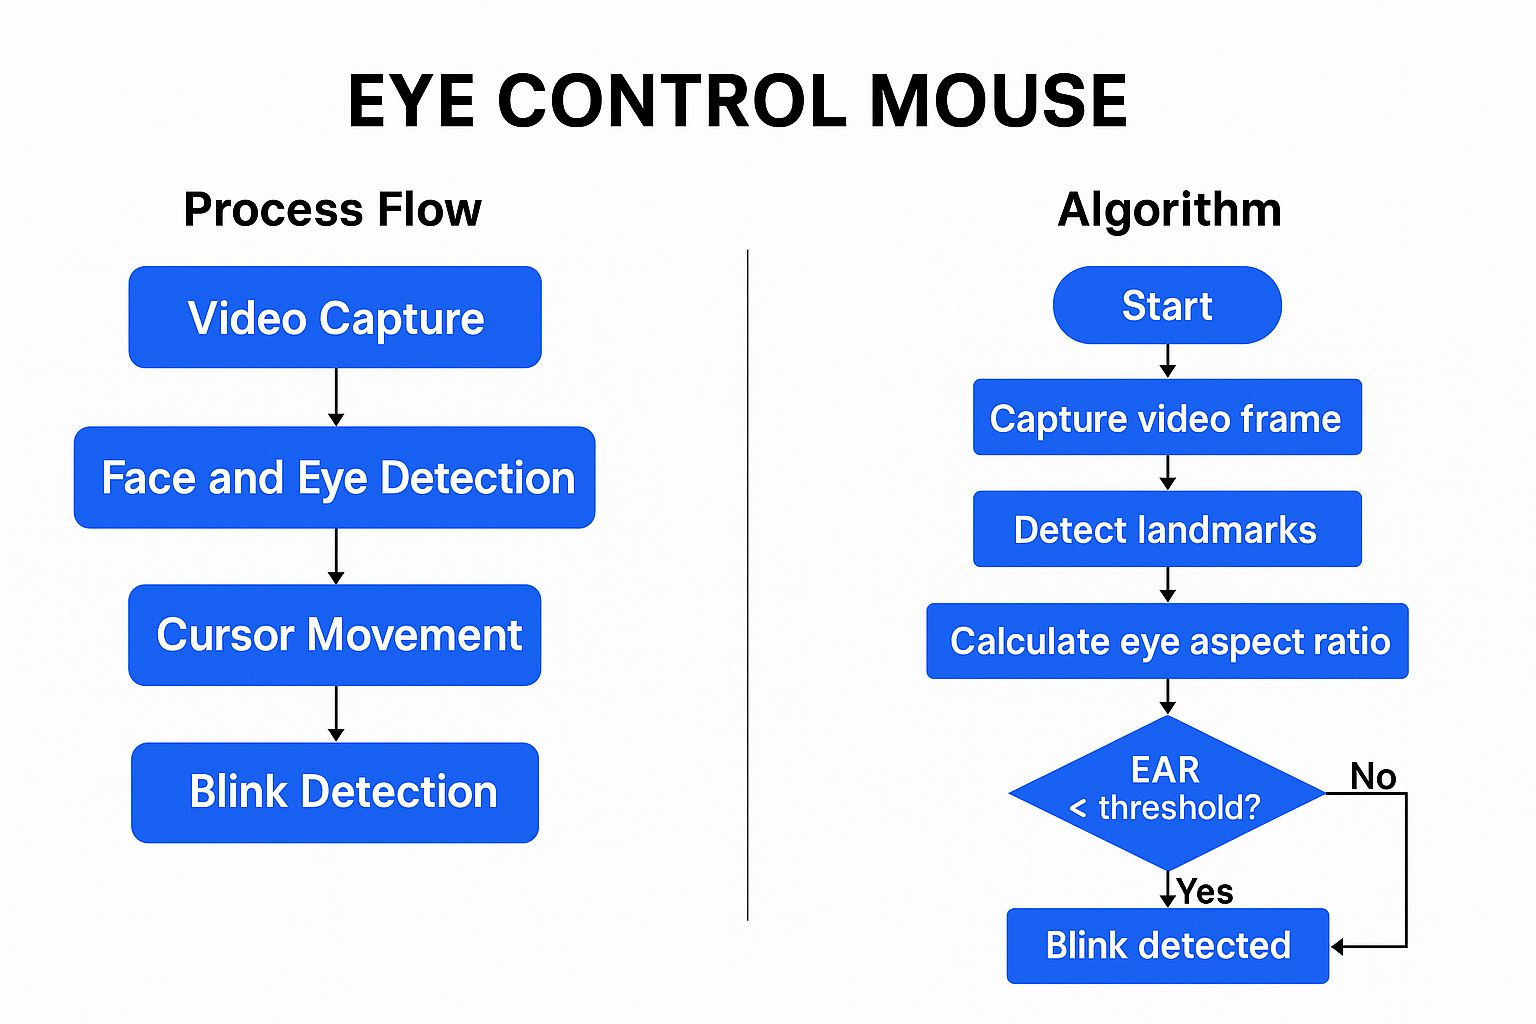 EYE CONTROL MOUSE
Process Flow
Video Capture
Face and Eye Detection
Cursor Movement
Blink Detection
Algorithm
Start
Capture video frame
Detect landmarks
Calculate eye aspect ratio
EAR
< threshold?
No
Yes
Blink detected